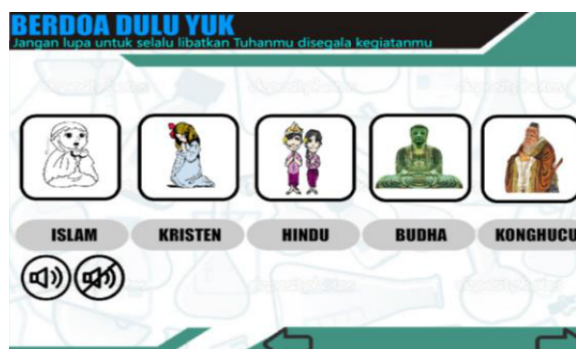 BERDOA DULU YUK
Jangan lupa untuk selalu libatkan Tuhanmu disegala kegiatanmu
ISLAM KRISTEN HINDU BUDHA KONGHUCU